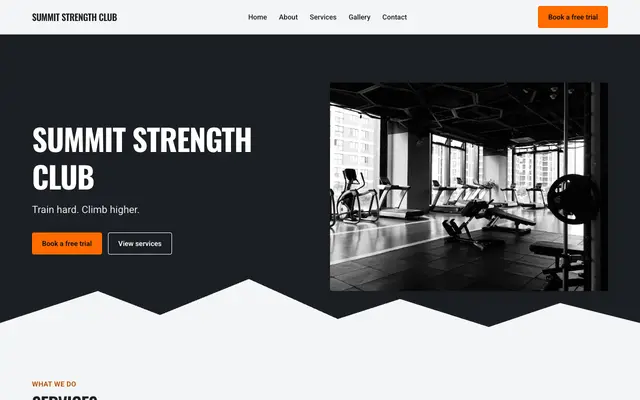 SUMMIT STRENGTH CLUB
Home About Services Gallery Contact
Book a free trial
SUMMIT STRENGTH
CLUB
Train hard. Climb higher.
Book a free trial
View services
WHAT WE DO
SERVICES